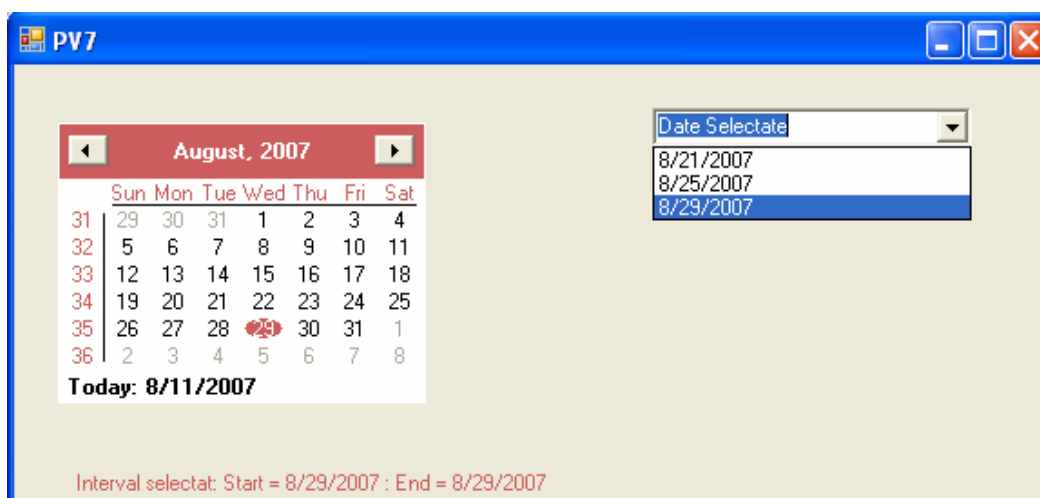 PV7
August, 2007
Sun Mon Tue Wed Thu Fri Sat
31 29 30 31 1 2 3 4
32 5 6 7 8 9 10 11
33 12 13 14 15 16 17 18
34 19 20 21 22 23 24 25
35 26 27 28 29 30 31 1
36 2 3 4 5 6 7 8
Today: 8/11/2007
Date Selectate
8/21/2007
8/25/2007
8/29/2007
Interval selectat: Start = 8/29/2007 : End = 8/29/2007